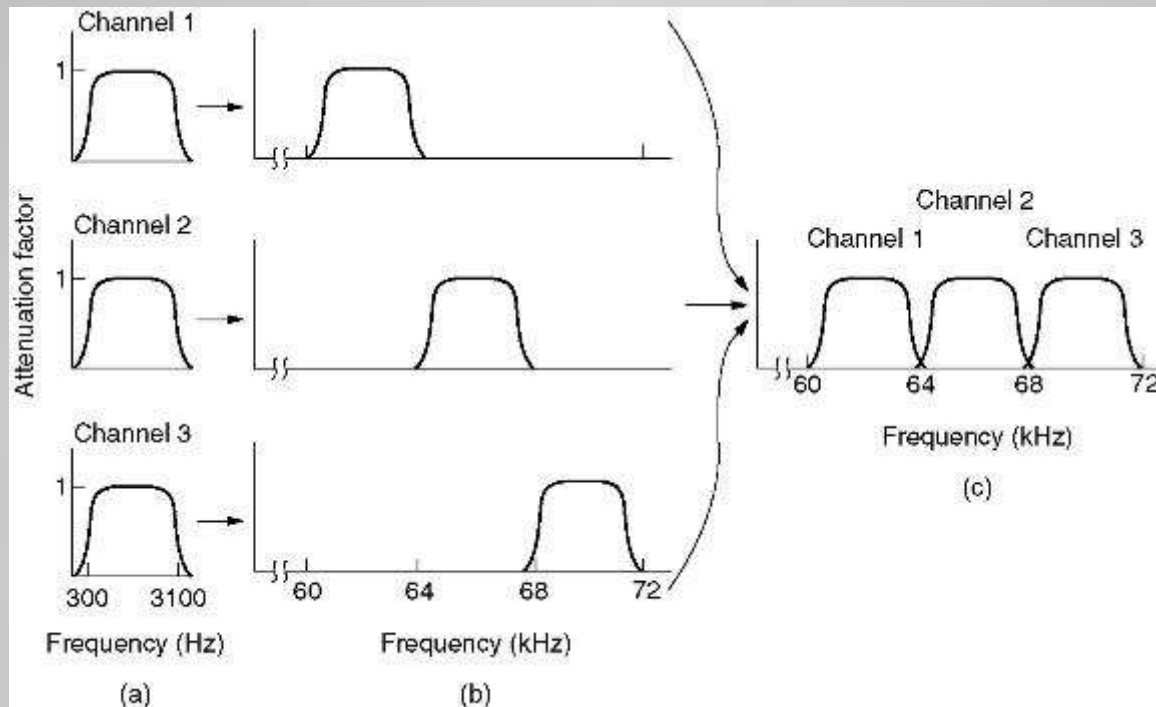 Channel 1
1
Channel 2
1
Channel 3
1
Attenuation factor
300 3100
Frequency (Hz)
(a)
60 64 68 72
Frequency (kHz)
(b)
Channel 2
Channel 1 Channel 3
60 64 68 72
Frequency (kHz)
(c)